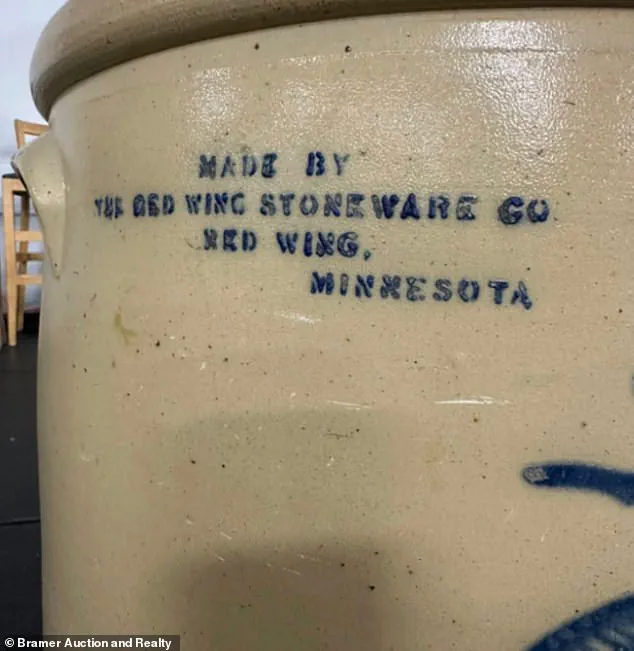 MADE BY
THE RED WING STONEWARE CO.
RED WING,
MINNESOTA
© Bramer Auction and Realty